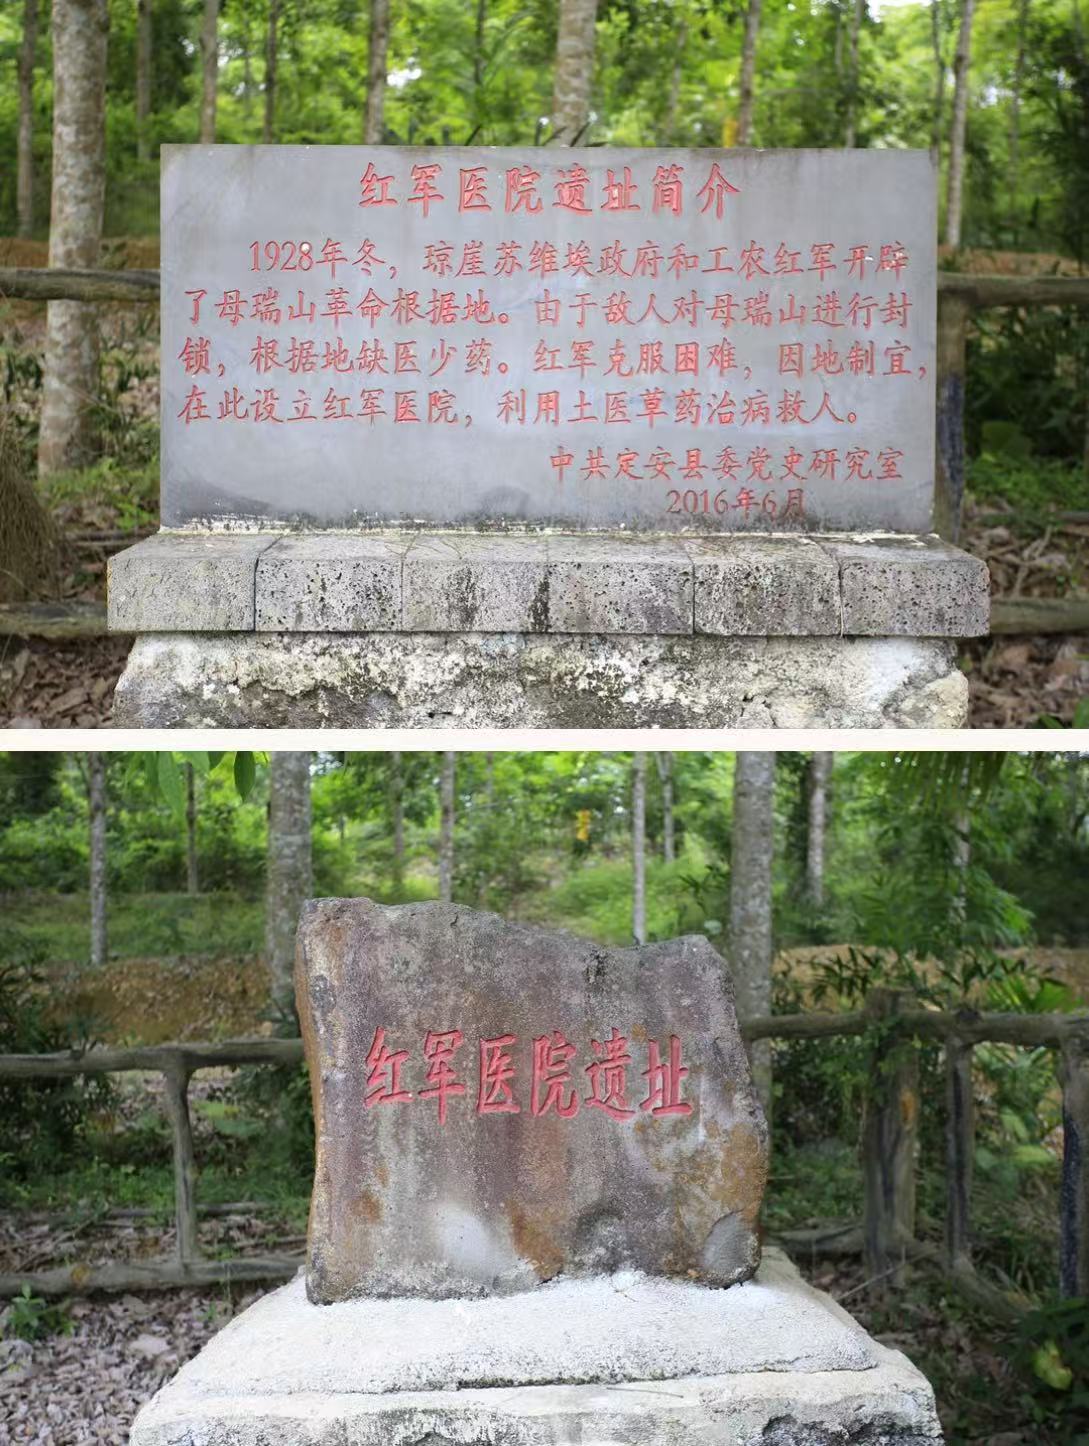 红军医院遗址简介
1928年冬，琼崖苏维埃政府和工农红军开辟
了母瑞山革命根据地。由于敌人对母瑞山进行封
锁，根据地缺医少药。红军克服困难，因地制宜，
在此设立红军医院，利用土医草药治病救人。
中共定安县委党史研究室
2016年6月
红军医院遗址